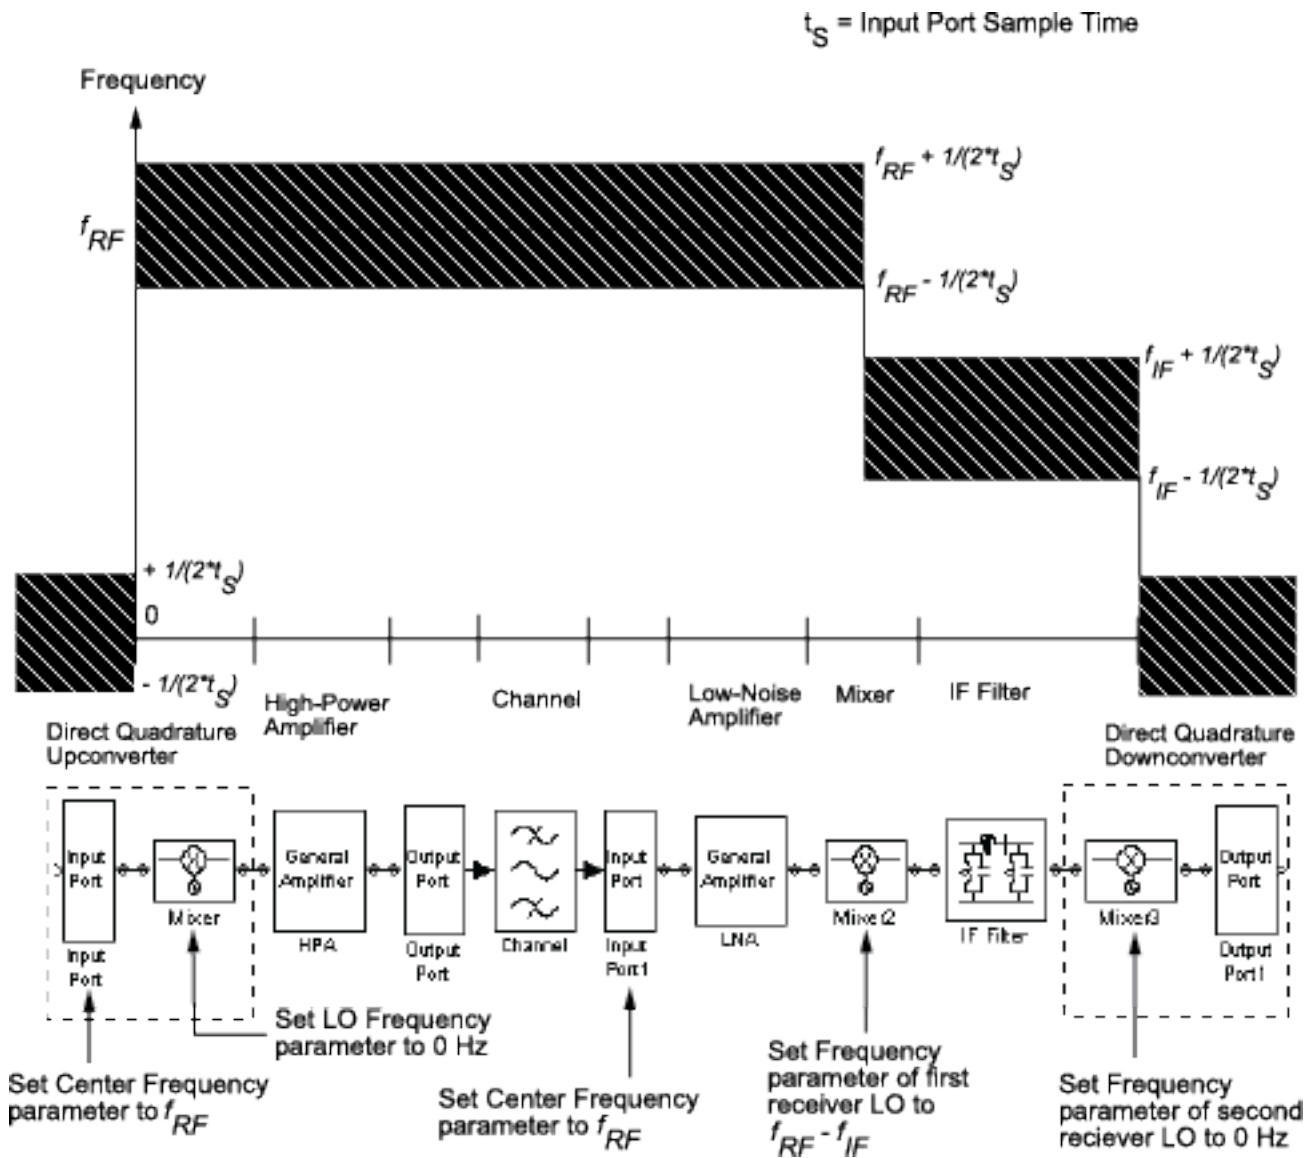 t_S = Input Port Sample Time
Frequency
f_RF + 1/(2*t_S)
f_RF
f_RF - 1/(2*t_S)
f_IF + 1/(2*t_S)
f_IF - 1/(2*t_S)
+ 1/(2*t_S)
0
- 1/(2*t_S)
High-Power
Amplifier
Channel
Low-Noise
Amplifier
Mixer
IF Filter
Direct Quadrature
Upconverter
Direct Quadrature
Downconverter
Input
Port
Input
Port
Mixer
General
Amplifier
HPA
Output
Port
Output
Port
Channel
Input
Port
Input
Port1
General
Amplifier
LNA
Mixer2
IF Filter
Mixer3
Output
Port
Output
Port1
Set LO Frequency
parameter to 0 Hz
Set Center Frequency
parameter to f_RF
Set Center Frequency
parameter to f_RF
Set Frequency
parameter of first
receiver LO to
f_RF - f_IF
Set Frequency
parameter of second
reciever LO to 0 Hz